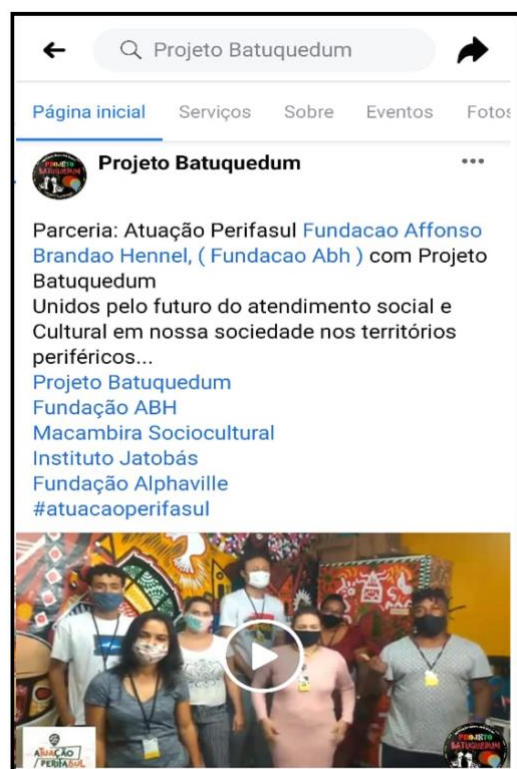 Projeto Batuquedum
Página inicial Serviços Sobre Eventos Fotos
Projeto Batuquedum
Parceria: Atuação Perifasul Fundacao Affonso
Brandao Hennel, ( Fundacao Abh ) com Projeto
Batuquedum
Unidos pelo futuro do atendimento social e
Cultural em nossa sociedade nos territórios
periféricos...
Projeto Batuquedum
Fundação ABH
Macambira Sociocultural
Instituto Jatobás
Fundação Alphaville
#atuacaoperifasul
ATUAÇÃO
PERIFASUL
PROJETO
BATUQUEDUM